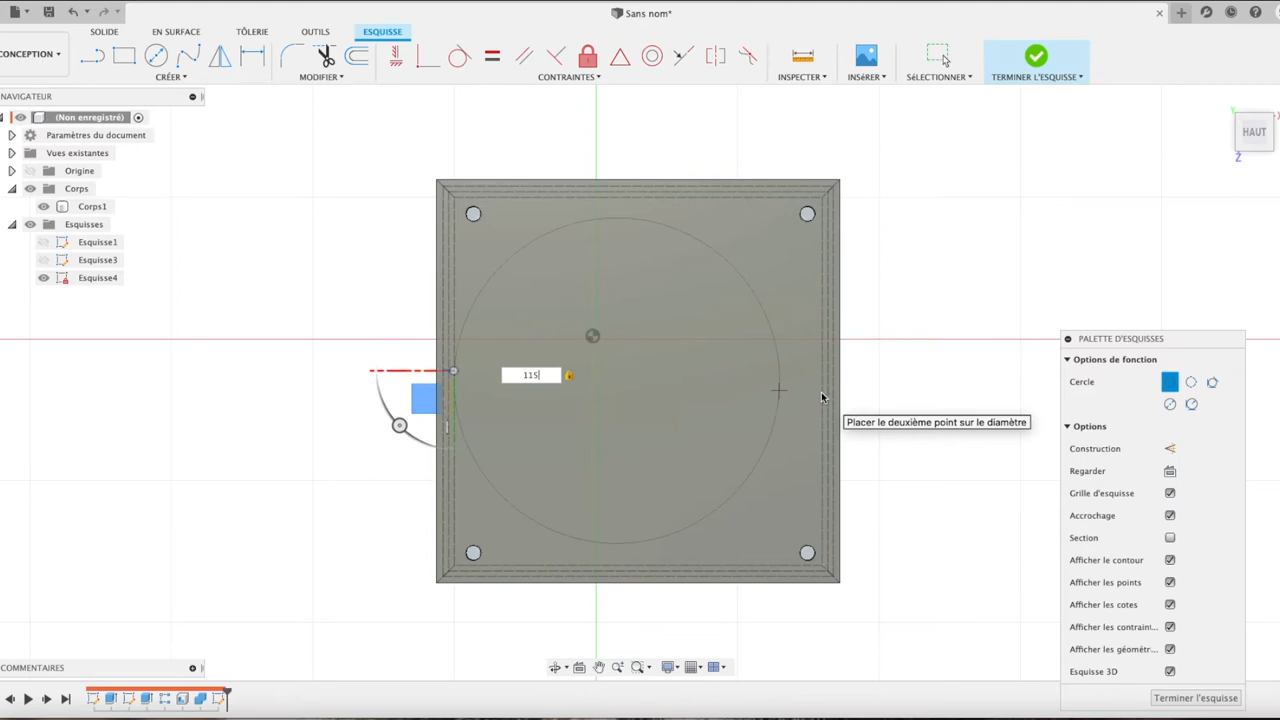 Sans nom*
SOLIDE EN SURFACE TÔLERIE OUTILS ESQUISSE
CONCEPTION
CRÉER MODIFIER CONTRAINTES INSPECTER INSÉRER SÉLECTIONNER TERMINER L'ESQUISSE
NAVIGATEUR
(Non enregistré)
Paramètres du document
Vues existantes
Origine
Corps
Corps1
Esquisses
Esquisse1
Esquisse3
Esquisse4
HAUT
Y
X
Z
115
Placer le deuxième point sur le diamètre
PALETTE D'ESQUISSES
Options de fonction
Cercle
Options
Construction
Regarder
Grille d'esquisse
Accrochage
Section
Afficher le contour
Afficher les points
Afficher les cotes
Afficher les contraint...
Afficher les géométr...
Esquisse 3D
Terminer l'esquisse
COMMENTAIRES